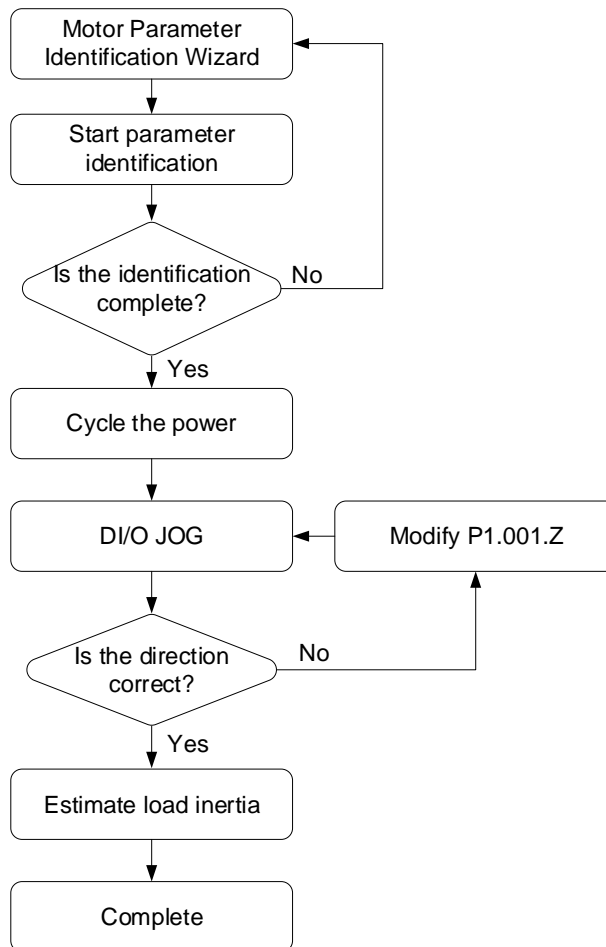 Motor Parameter
Identification Wizard
Start parameter
identification
Is the identification
complete?
No
Yes
Cycle the power
DI/O JOG
Modify P1.001.Z
Is the direction
correct?
No
Yes
Estimate load inertia
Complete